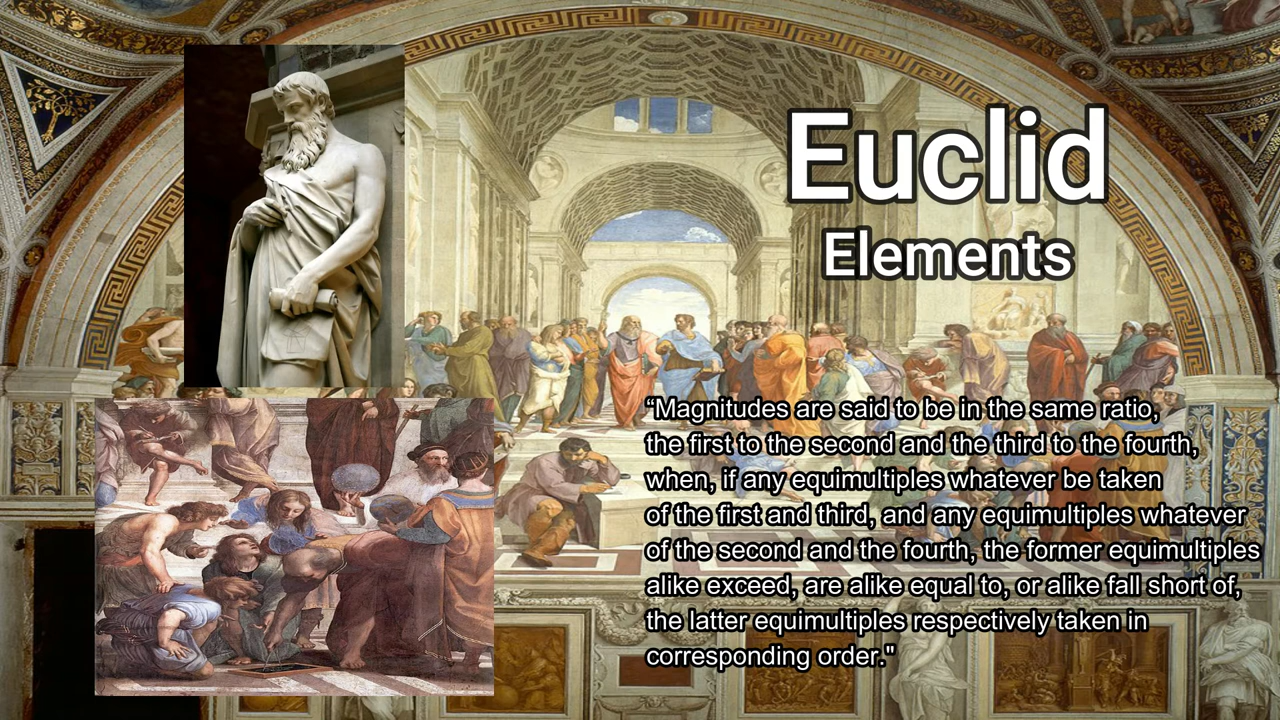 Euclid
Elements
“Magnitudes are said to be in the same ratio,
the first to the second and the third to the fourth,
when, if any equimultiples whatever be taken
of the first and third, and any equimultiples whatever
of the second and the fourth, the former equimultiples
alike exceed, are alike equal to, or alike fall short of,
the latter equimultiples respectively taken in
corresponding order."